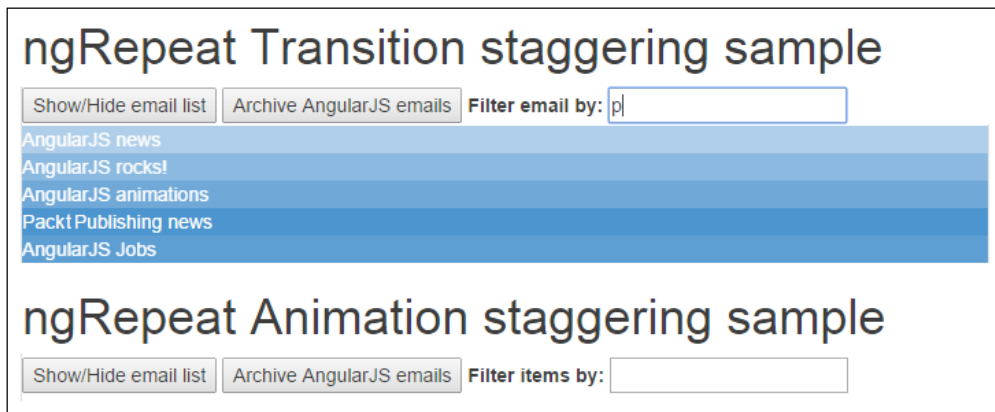 ngRepeat Transition staggering sample
Show/Hide email list Archive AngularJS emails Filter email by: p
AngularJS news
AngularJS rocks!
AngularJS animations
Packt Publishing news
AngularJS Jobs
ngRepeat Animation staggering sample
Show/Hide email list Archive AngularJS emails Filter items by: